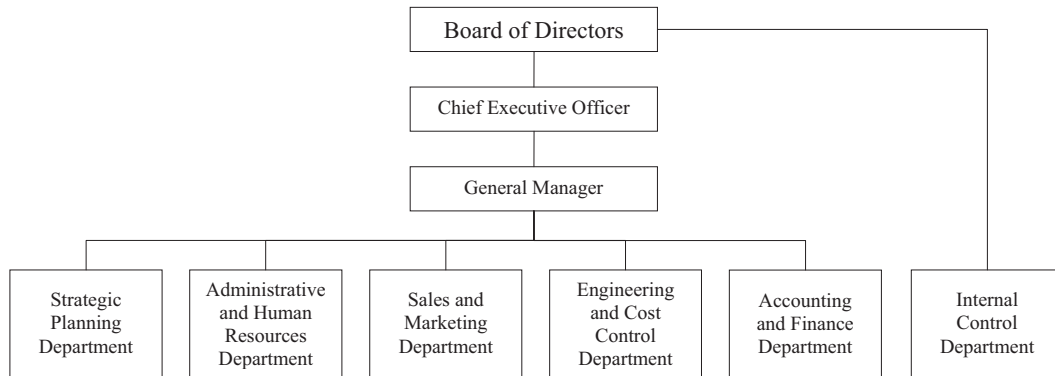 Board of Directors
Chief Executive Officer
General Manager
Strategic
Planning
Department
Administrative
and Human
Resources
Department
Sales and
Marketing
Department
Engineering
and Cost
Control
Department
Accounting
and Finance
Department
Internal
Control
Department